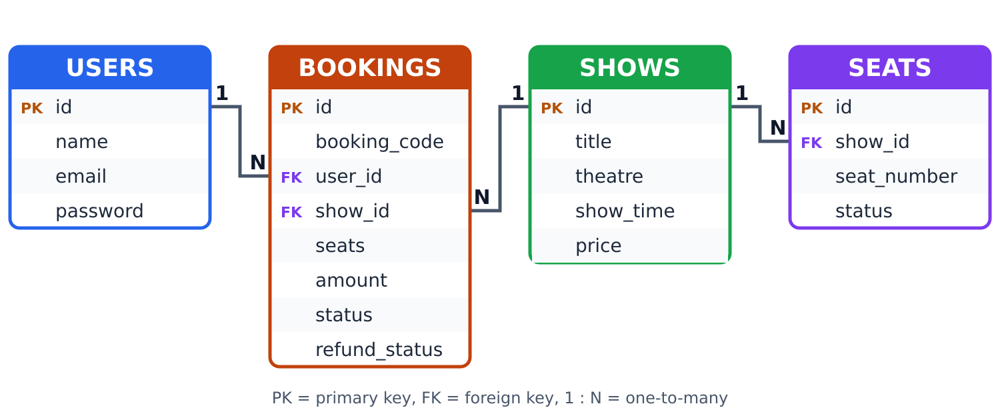 USERS
PK id
name
email
password
1
N
BOOKINGS
PK id
booking_code
FK user_id
FK show_id
seats
amount
status
refund_status
N
1
SHOWS
PK id
title
theatre
show_time
price
1
N
SEATS
PK id
FK show_id
seat_number
status
PK = primary key, FK = foreign key, 1 : N = one-to-many